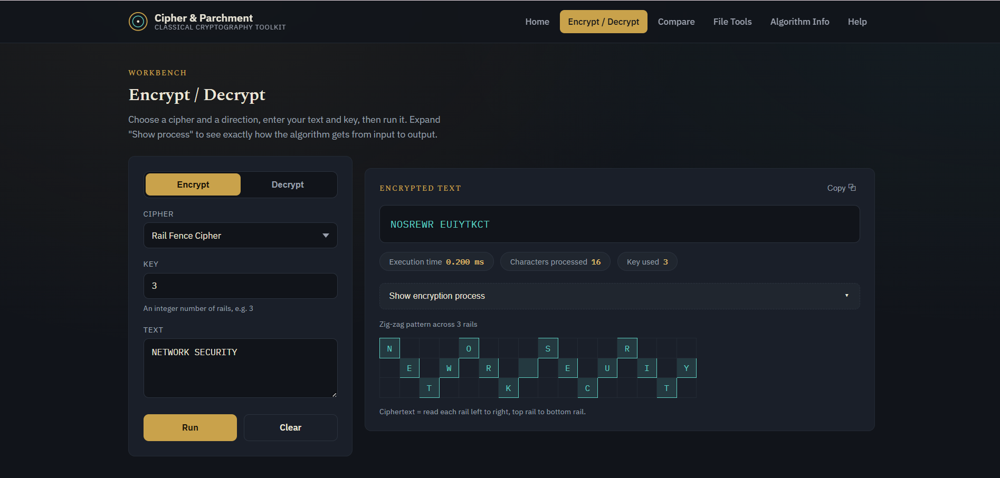 Cipher & Parchment
CLASSICAL CRYPTOGRAPHY TOOLKIT
Home
Encrypt / Decrypt
Compare
File Tools
Algorithm Info
Help
WORKBENCH
Encrypt / Decrypt
Choose a cipher and a direction, enter your text and key, then run it. Expand
"Show process" to see exactly how the algorithm gets from input to output.
Encrypt
Decrypt
CIPHER
Rail Fence Cipher
KEY
3
An integer number of rails, e.g. 3
TEXT
NETWORK SECURITY
Run
Clear
ENCRYPTED TEXT
Copy
NOSREWR EUIYTKCT
Execution time 0.200 ms
Characters processed 16
Key used 3
Show encryption process
Zig-zag pattern across 3 rails
N O S R
E W R E U I Y
T K C T
Ciphertext = read each rail left to right, top rail to bottom rail.